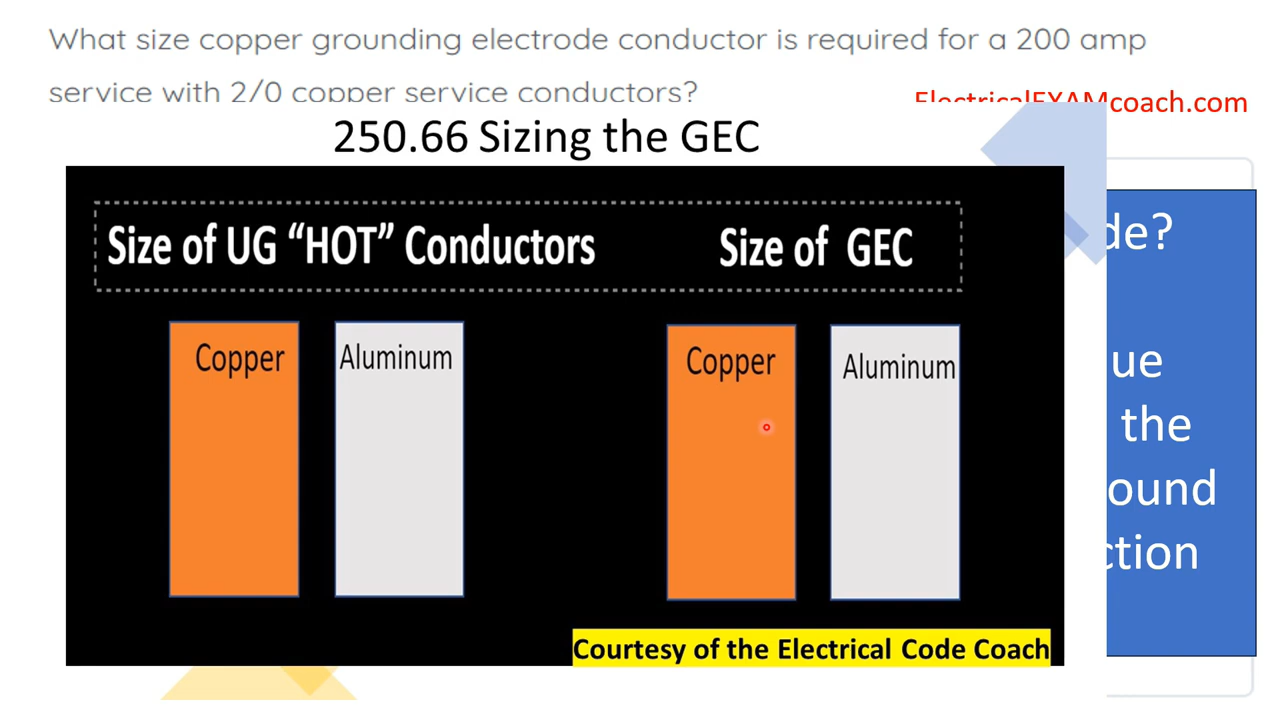 What size copper grounding electrode conductor is required for a 200 amp
service with 2/0 copper service conductors?
ElectricalEXAMcoach.com
250.66 Sizing the GEC
Size of UG “HOT” Conductors
Size of GEC
Copper
Aluminum
Copper
Aluminum
de?
ue
the
ound
ction
Courtesy of the Electrical Code Coach